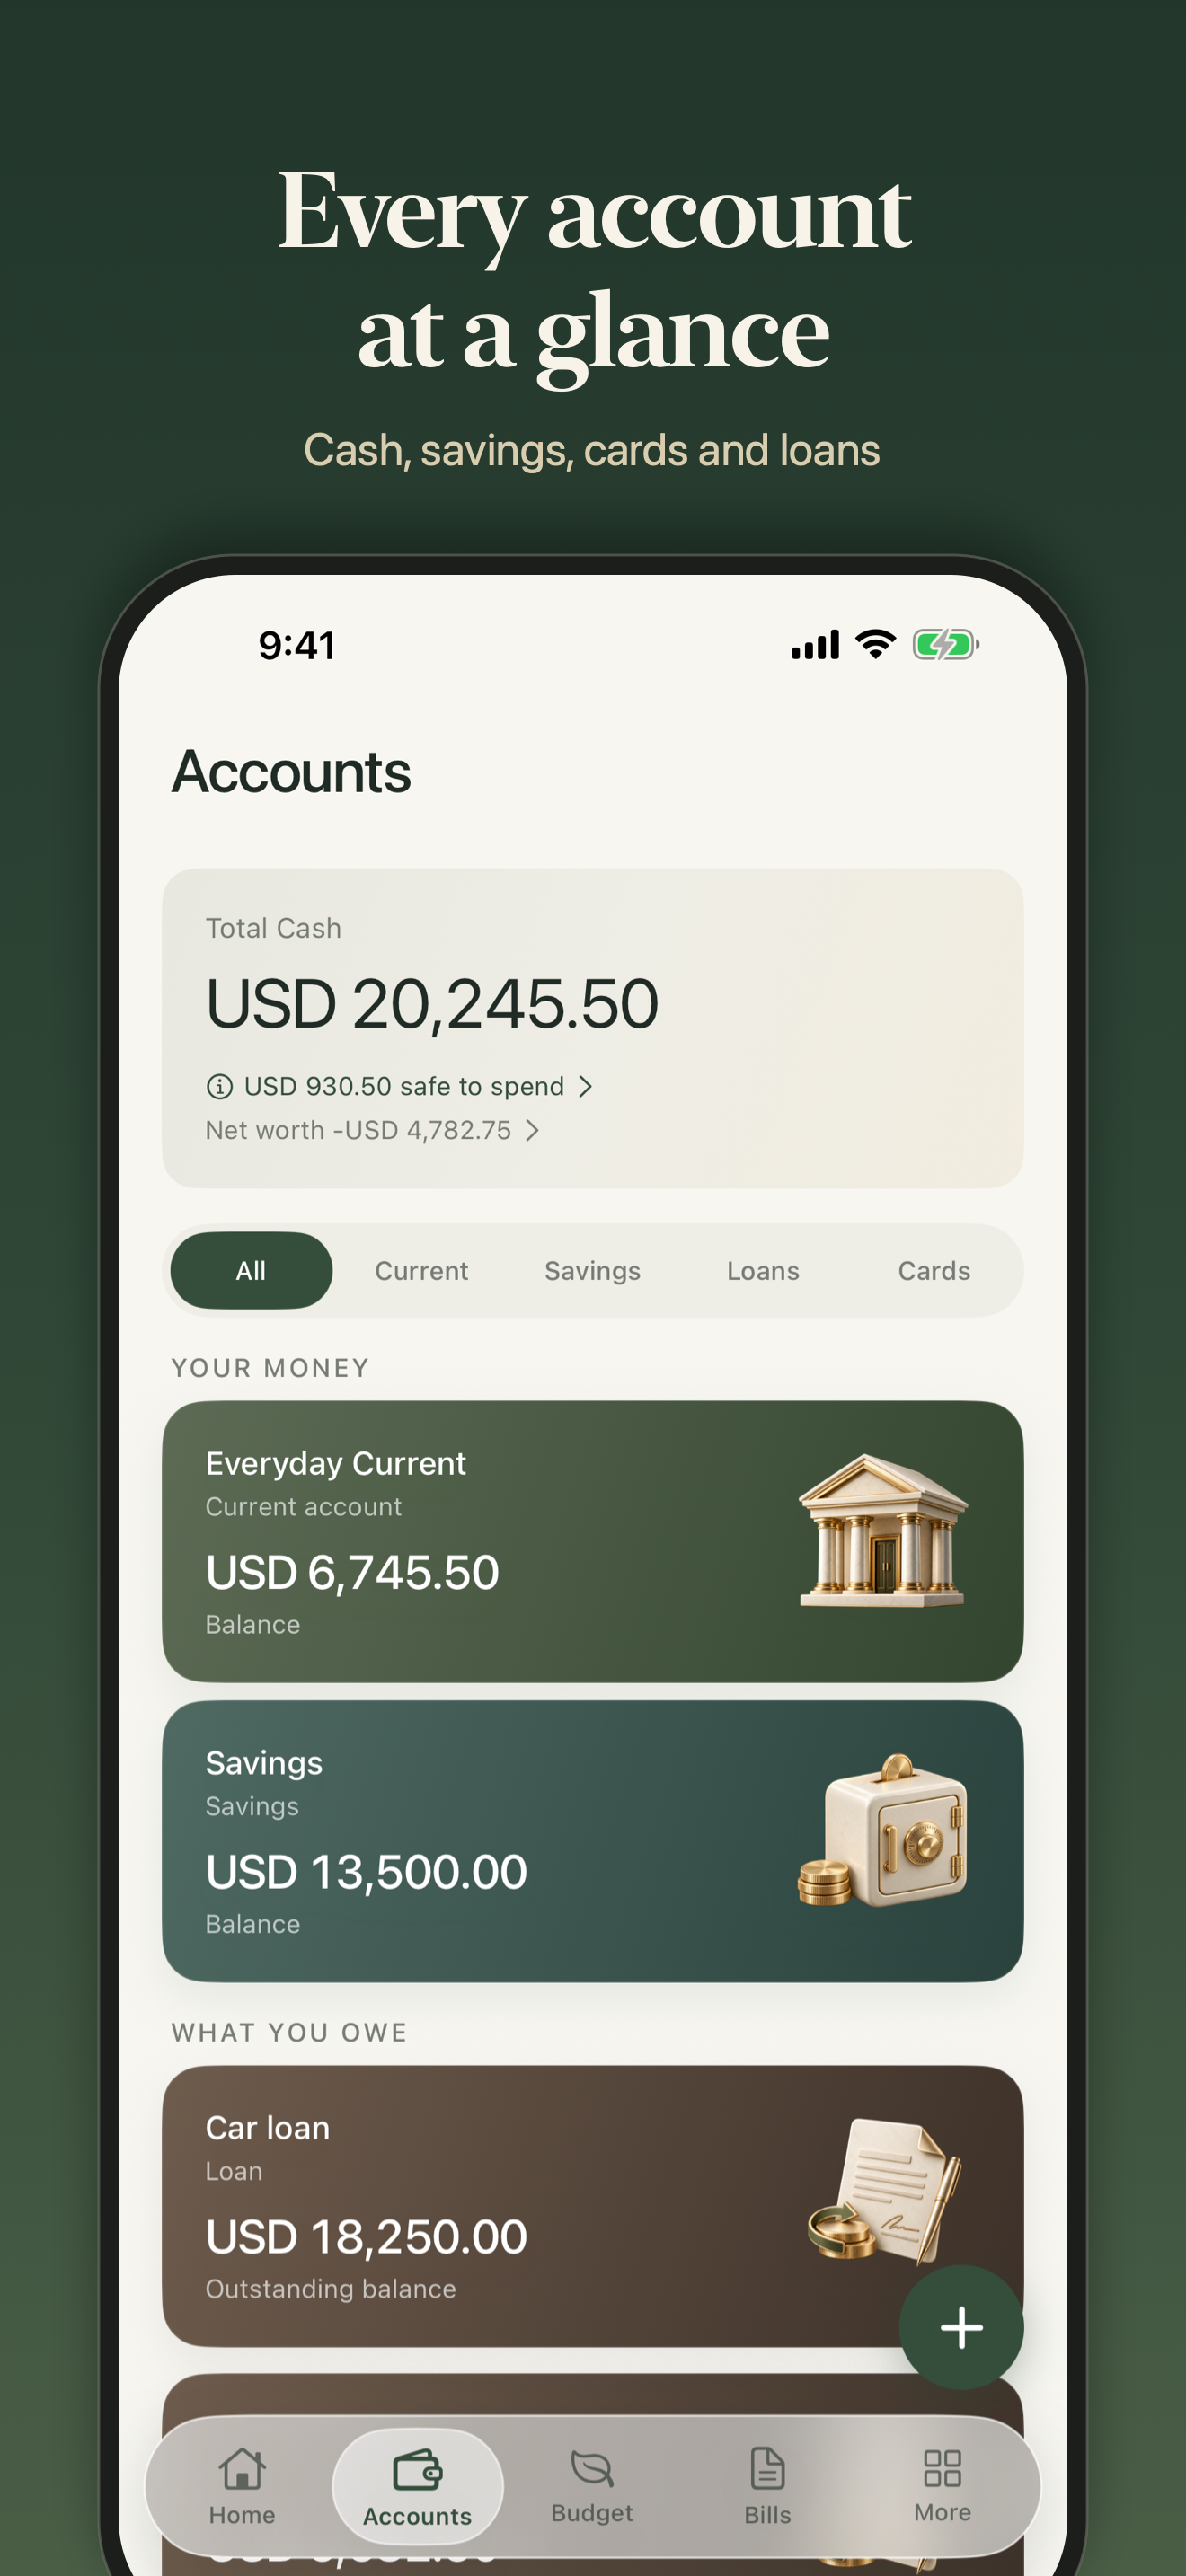 Every account
at a glance
Cash, savings, cards and loans
9:41
Accounts
Total Cash
USD 20,245.50
USD 930.50 safe to spend
Net worth -USD 4,782.75
All Current Savings Loans Cards
YOUR MONEY
Everyday Current
Current account
USD 6,745.50
Balance
Savings
Savings
USD 13,500.00
Balance
WHAT YOU OWE
Car loan
Loan
USD 18,250.00
Outstanding balance
Home Accounts Budget Bills More
USD